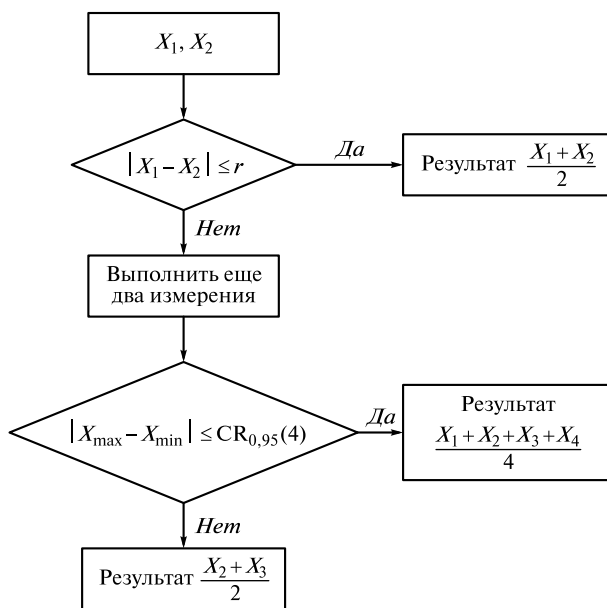 X₁, X₂
|X₁ – X₂| ≤ r
Да
Результат (X₁ + X₂)/2
Нет
Выполнить еще
два измерения
|Xmax – Xmin| ≤ CR0,95(4)
Да
Результат
(X₁ + X₂ + X₃ + X₄)/4
Нет
Результат (X₂ + X₃)/2